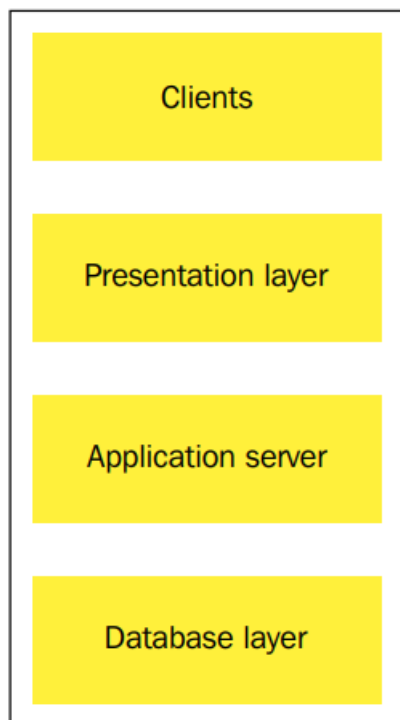 Clients
Presentation layer
Application server
Database layer